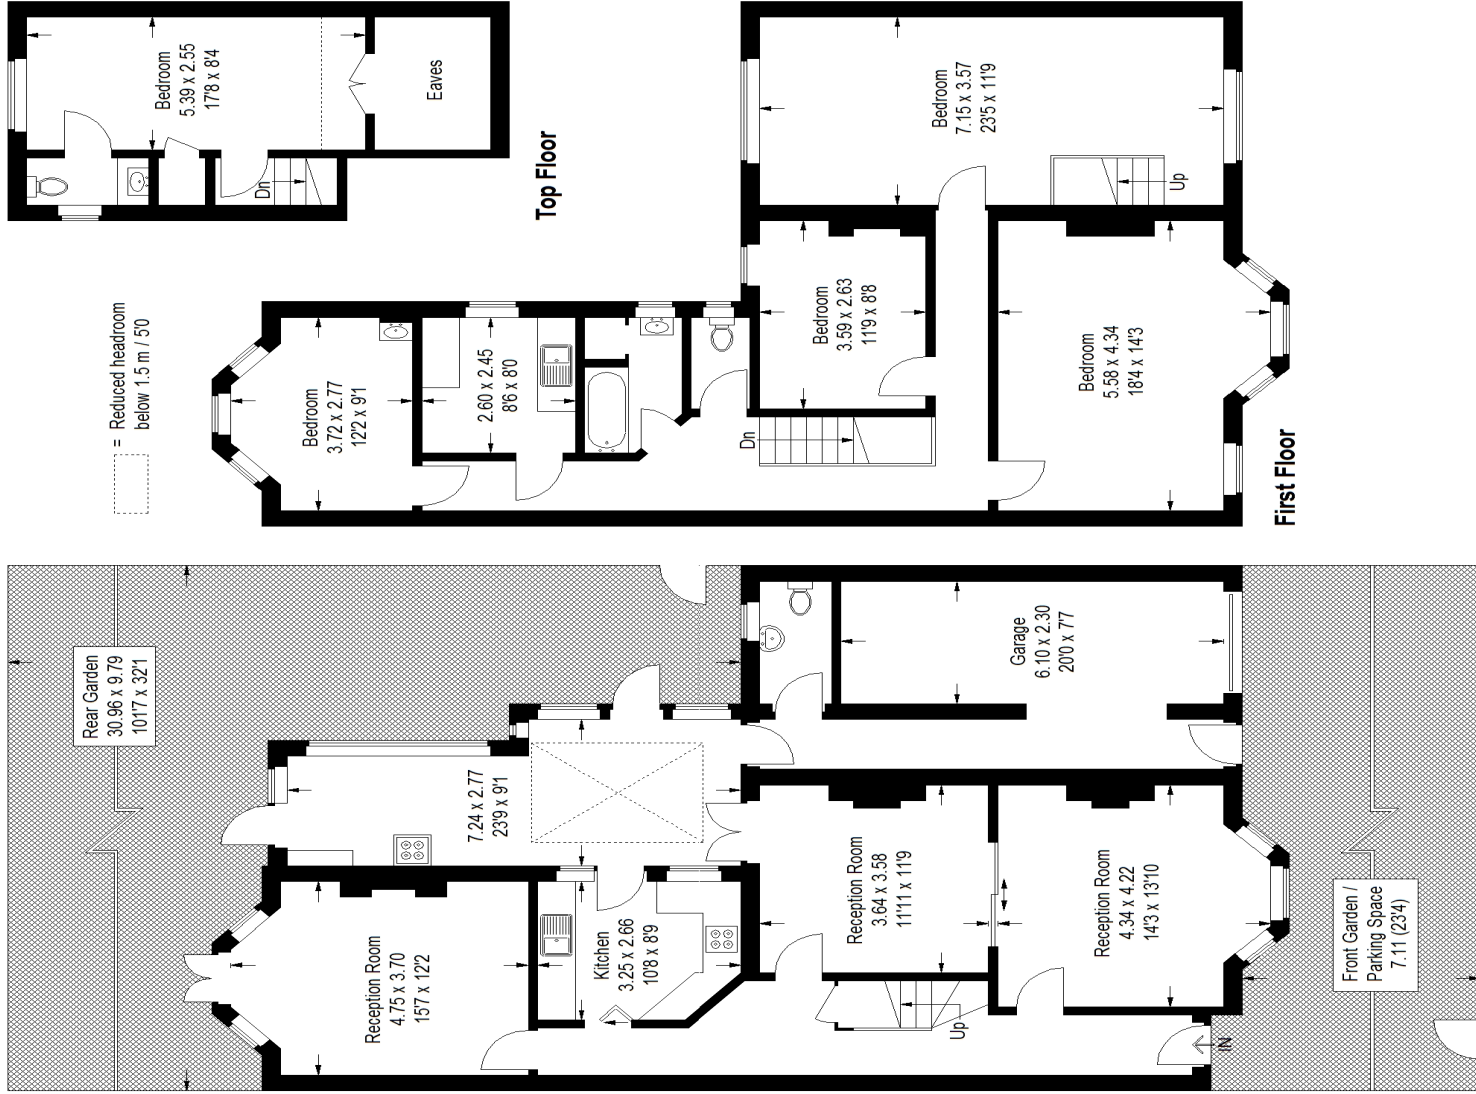 Bedroom
5.39 x 2.55
17'8 x 8'4
Eaves
Dn
Top Floor
= Reduced headroom
below 1.5 m / 5'0
Bedroom
7.15 x 3.57
23'5 x 11'9
Up
Bedroom
3.59 x 2.63
11'9 x 8'8
Bedroom
3.72 x 2.77
12'2 x 9'1
2.60 x 2.45
8'6 x 8'0
Dn
Bedroom
5.58 x 4.34
18'4 x 14'3
First Floor
Rear Garden
30.96 x 9.79
101'7 x 32'1
Garage
6.10 x 2.30
20'0 x 7'7
7.24 x 2.77
23'9 x 9'1
Reception Room
3.64 x 3.58
11'11 x 11'9
Reception Room
4.34 x 4.22
14'3 x 13'10
Reception Room
4.75 x 3.70
15'7 x 12'2
Kitchen
3.25 x 2.66
10'8 x 8'9
Up
IN
Front Garden /
Parking Space
7.11 (23'4)